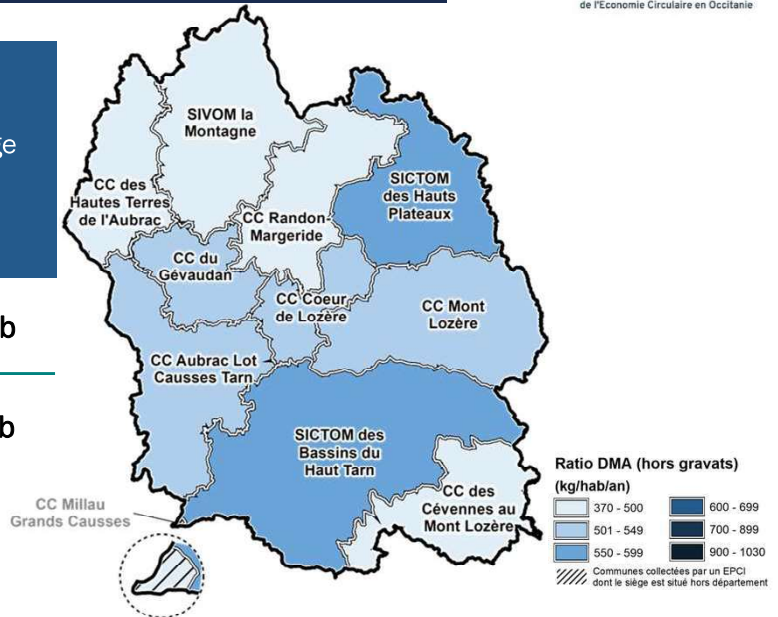 de l'Economie Circulaire en Occitanie
ge
b
b
SIVOM la
Montagne
CC des
Hautes Terres
de l'Aubrac
CC Randon-
Margeride
SICTOM
des Hauts
Plateaux
CC du
Gévaudan
CC Coeur
de Lozère
CC Mont
Lozère
CC Aubrac Lot
Causses Tarn
SICTOM des
Bassins du
Haut Tarn
CC des
Cévennes au
Mont Lozère
CC Millau
Grands Causses
Ratio DMA (hors gravats)
(kg/hab/an)
370 - 500
501 - 549
550 - 599
600 - 699
700 - 899
900 - 1030
Communes collectées par un EPCI
dont le siège est situé hors département